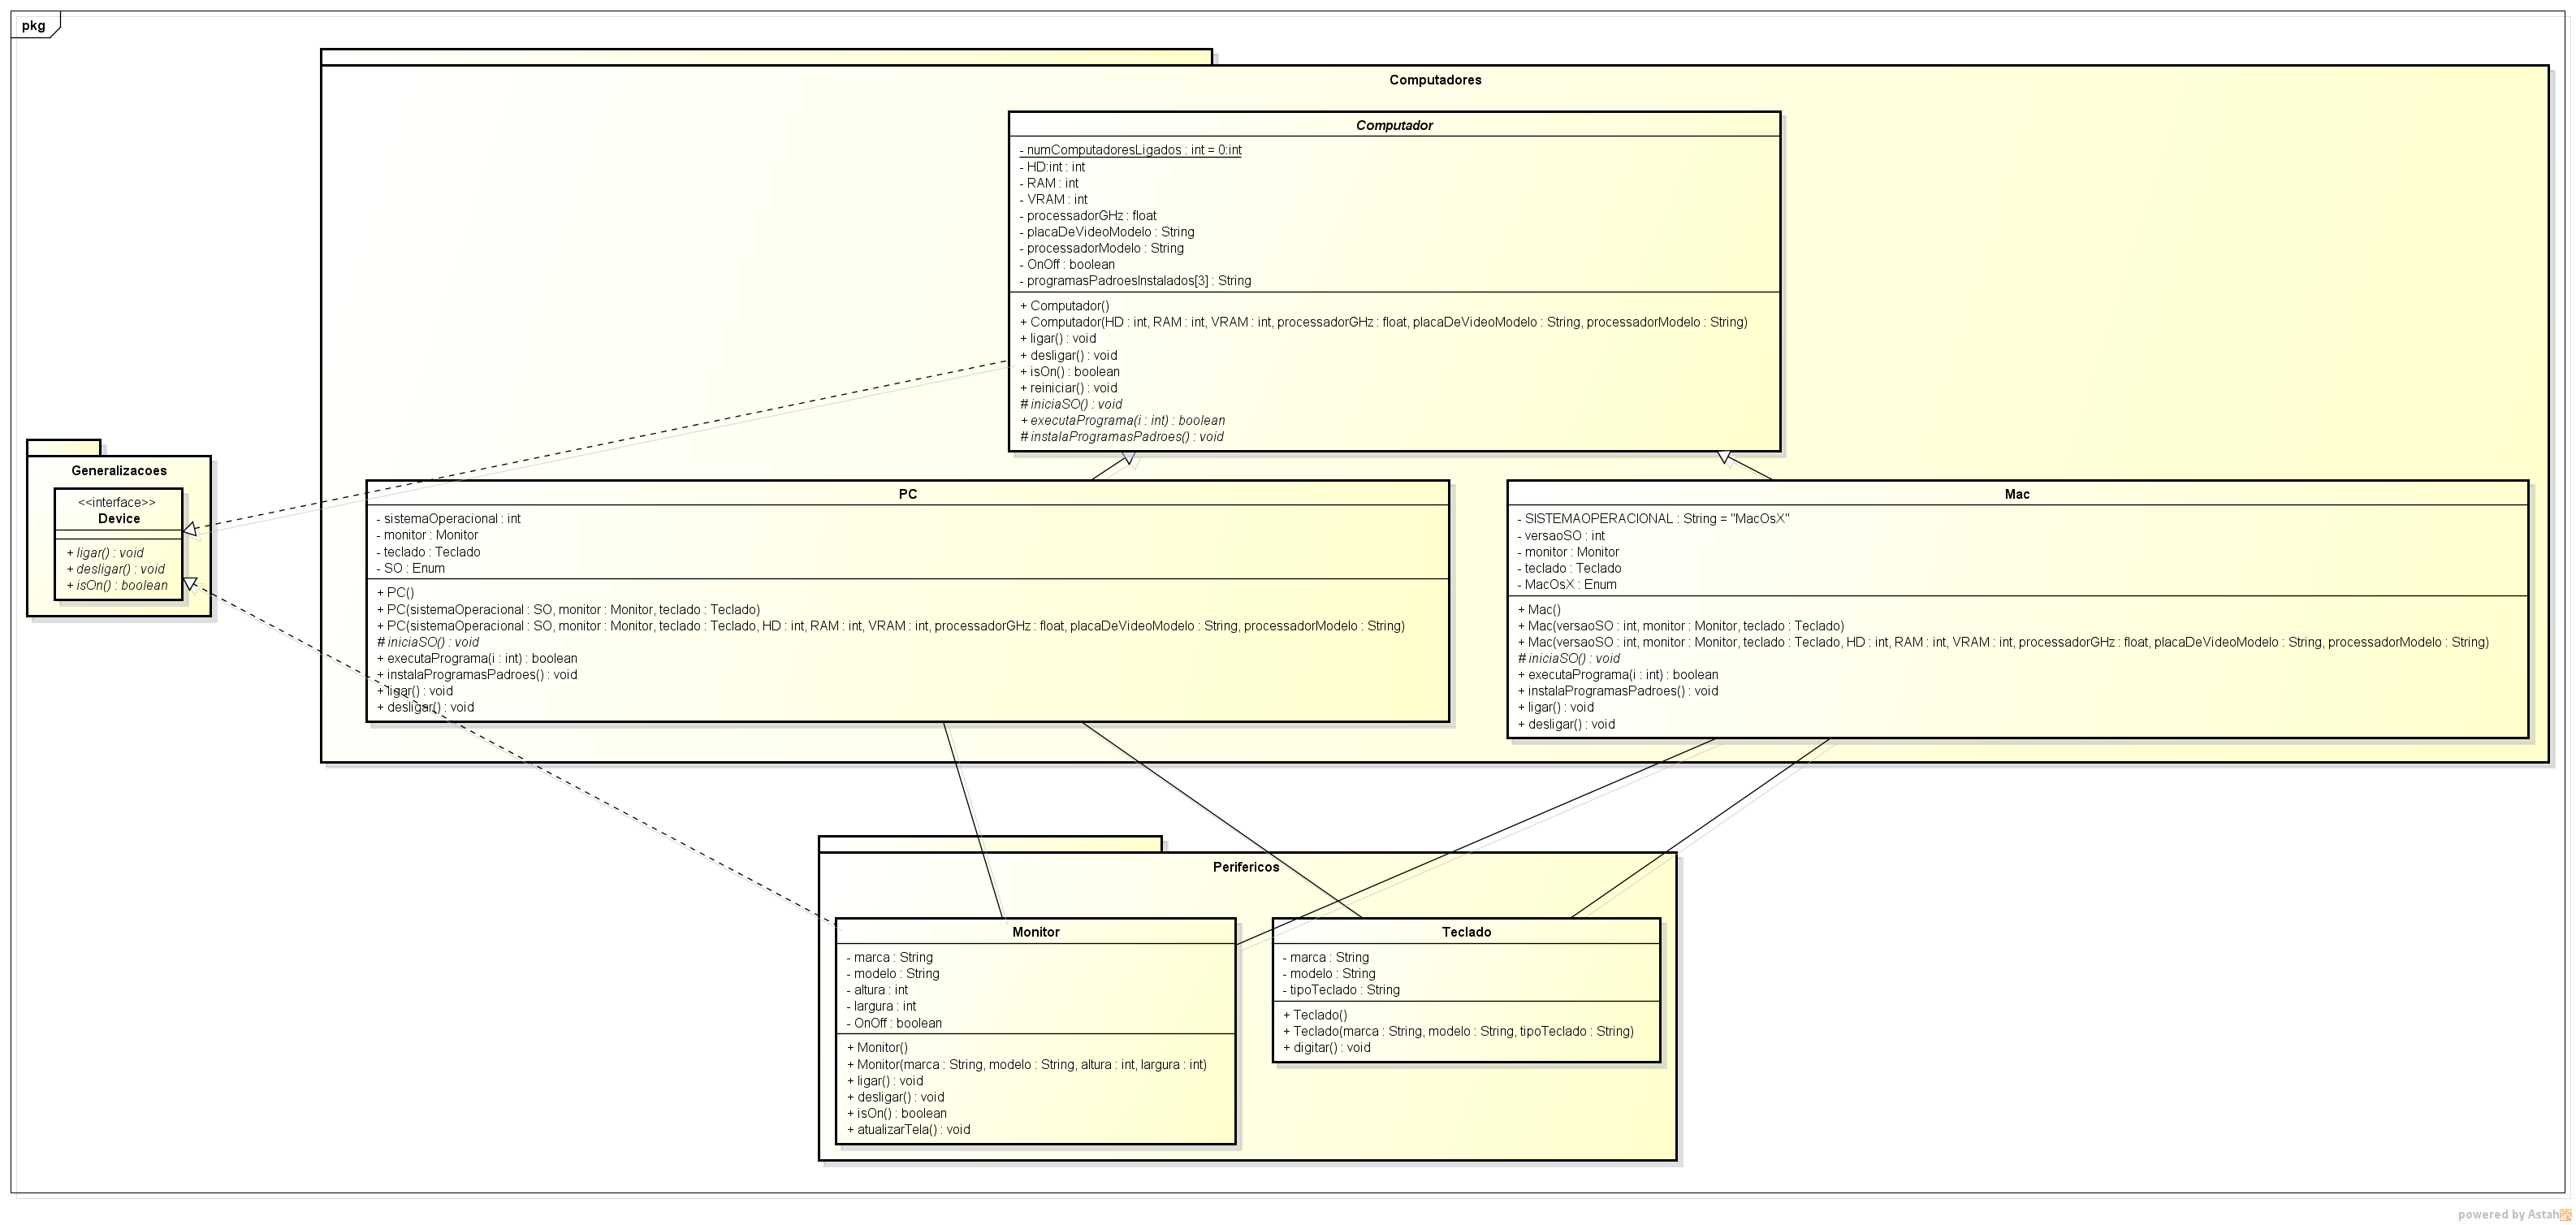 pkg
Computadores
Computador
- numComputadoresLigados : int = 0:int
- HD:int : int
- RAM : int
- VRAM : int
- processadorGHz : float
- placaDeVideoModelo : String
- processadorModelo : String
- OnOff : boolean
- programasPadroesInstalados[3] : String
+ Computador()
+ Computador(HD : int, RAM : int, VRAM : int, processadorGHz : float, placaDeVideoModelo : String, processadorModelo : String)
+ ligar() : void
+ desligar() : void
+ isOn() : boolean
+ reiniciar() : void
# iniciaSO() : void
+ executaPrograma(i : int) : boolean
# instalaProgramasPadroes() : void
Generalizacoes
<<interface>>
Device
+ ligar() : void
+ desligar() : void
+ isOn() : boolean
PC
- sistemaOperacional : int
- monitor : Monitor
- teclado : Teclado
- SO : Enum
+ PC()
+ PC(sistemaOperacional : SO, monitor : Monitor, teclado : Teclado)
+ PC(sistemaOperacional : SO, monitor : Monitor, teclado : Teclado, HD : int, RAM : int, VRAM : int, processadorGHz : float, placaDeVideoModelo : String, processadorModelo : String)
# iniciaSO() : void
+ executaPrograma(i : int) : boolean
+ instalaProgramasPadroes() : void
+ ligar() : void
+ desligar() : void
Mac
- SISTEMAOPERACIONAL : String = "MacOsX"
- versaoSO : int
- monitor : Monitor
- teclado : Teclado
- MacOsX : Enum
+ Mac()
+ Mac(versaoSO : int, monitor : Monitor, teclado : Teclado)
+ Mac(versaoSO : int, monitor : Monitor, teclado : Teclado, HD : int, RAM : int, VRAM : int, processadorGHz : float, placaDeVideoModelo : String, processadorModelo : String)
# iniciaSO() : void
+ executaPrograma(i : int) : boolean
+ instalaProgramasPadroes() : void
+ ligar() : void
+ desligar() : void
Perifericos
Monitor
- marca : String
- modelo : String
- altura : int
- largura : int
- OnOff : boolean
+ Monitor()
+ Monitor(marca : String, modelo : String, altura : int, largura : int)
+ ligar() : void
+ desligar() : void
+ isOn() : boolean
+ atualizarTela() : void
Teclado
- marca : String
- modelo : String
- tipoTeclado : String
+ Teclado()
+ Teclado(marca : String, modelo : String, tipoTeclado : String)
+ digitar() : void
powered by Astah